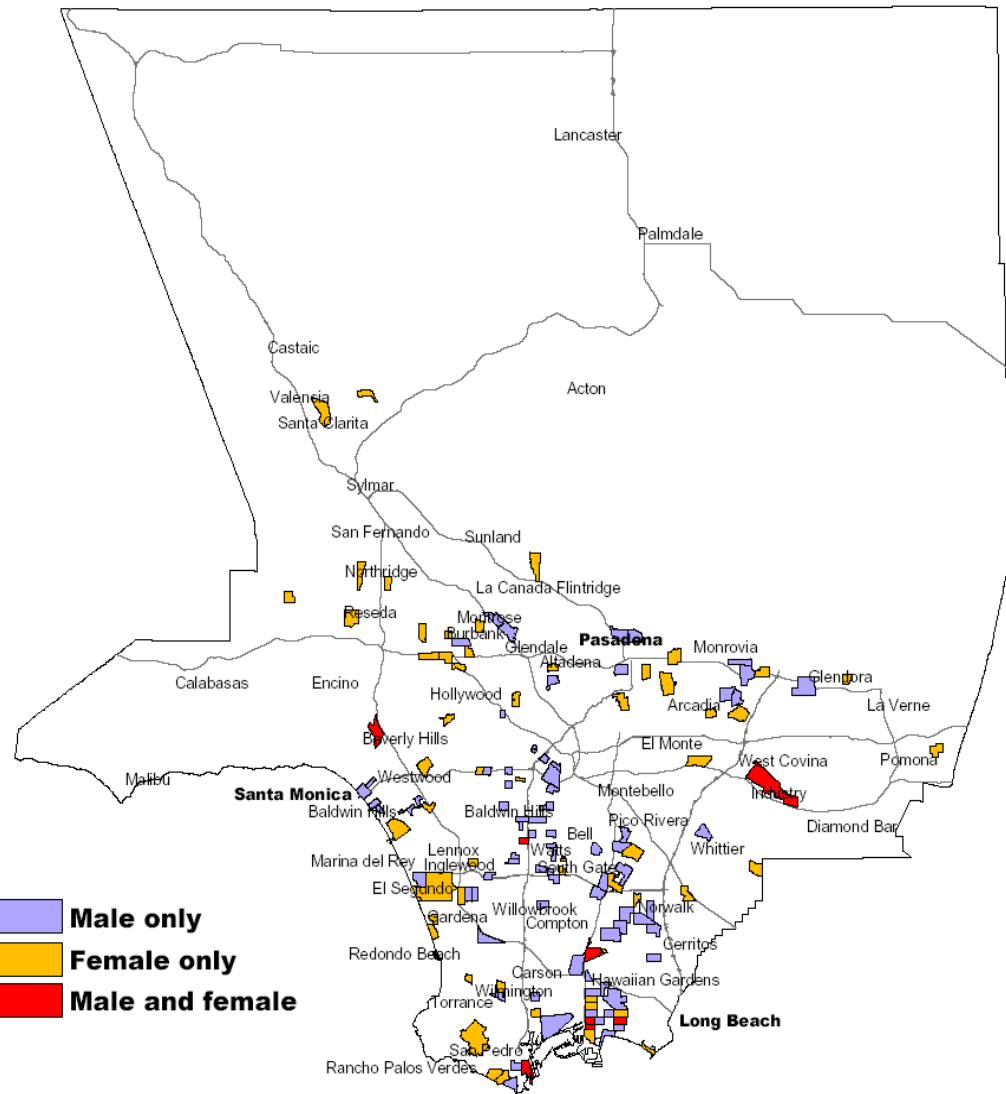 Lancaster
Palmdale
Castaic
Acton
Valencia
Santa Clarita
Sylmar
San Fernando
Sunland
Northridge
La Canada Flintridge
Reseda
Montrose
Burbank
Pasadena
Glendale
Monrovia
Altadena
Calabasas
Encino
Glendora
Hollywood
Arcadia
La Verne
Beverly Hills
El Monte
West Covina
Pomona
Malibu
Westwood
Santa Monica
Montebello
Industry
Baldwin Hills
Baldwin Hills
Pico Rivera
Diamond Bar
Bell
Whittier
Lennox
Watts
Marina del Rey
Inglewood
South Gate
El Segundo
Willowbrook
Norwalk
Male only
Gardena
Compton
Cerritos
Redondo Beach
Female only
Carson
Hawaiian Gardens
Wilmington
Male and female
Torrance
Long Beach
San Pedro
Rancho Palos Verdes